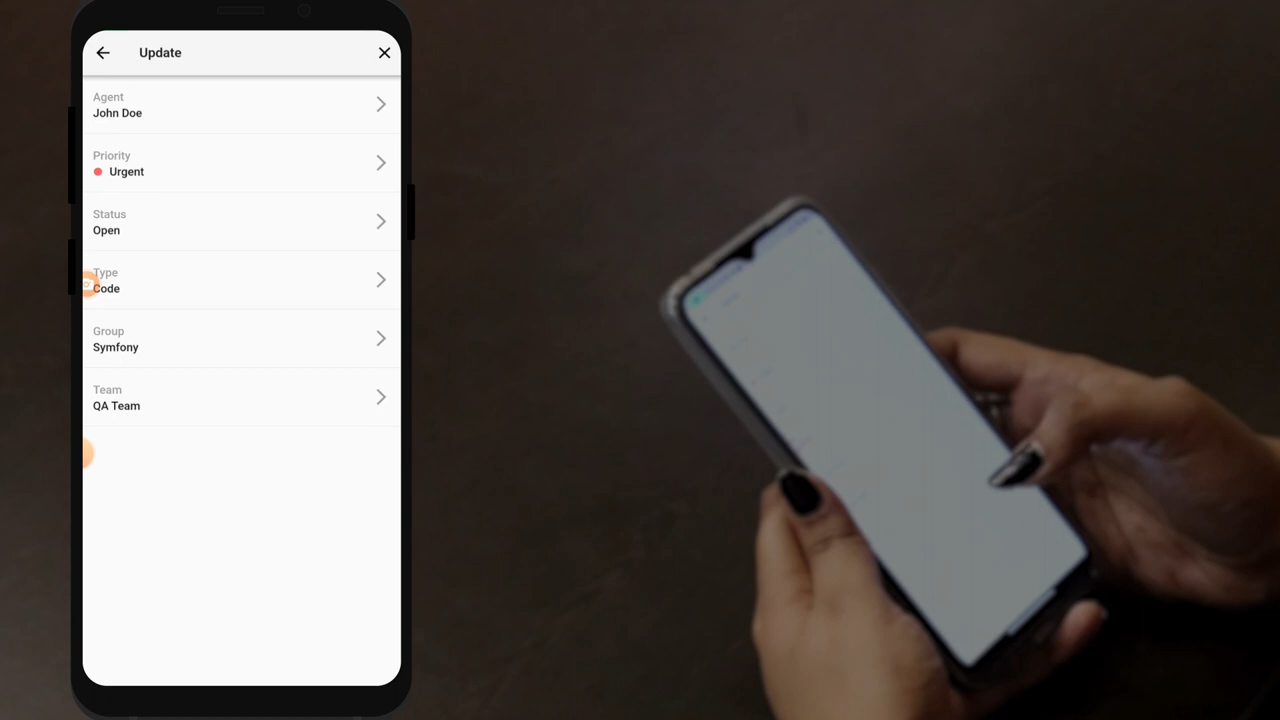 Update
Agent
John Doe
Priority
Urgent
Status
Open
Type
Code
Group
Symfony
Team
QA Team